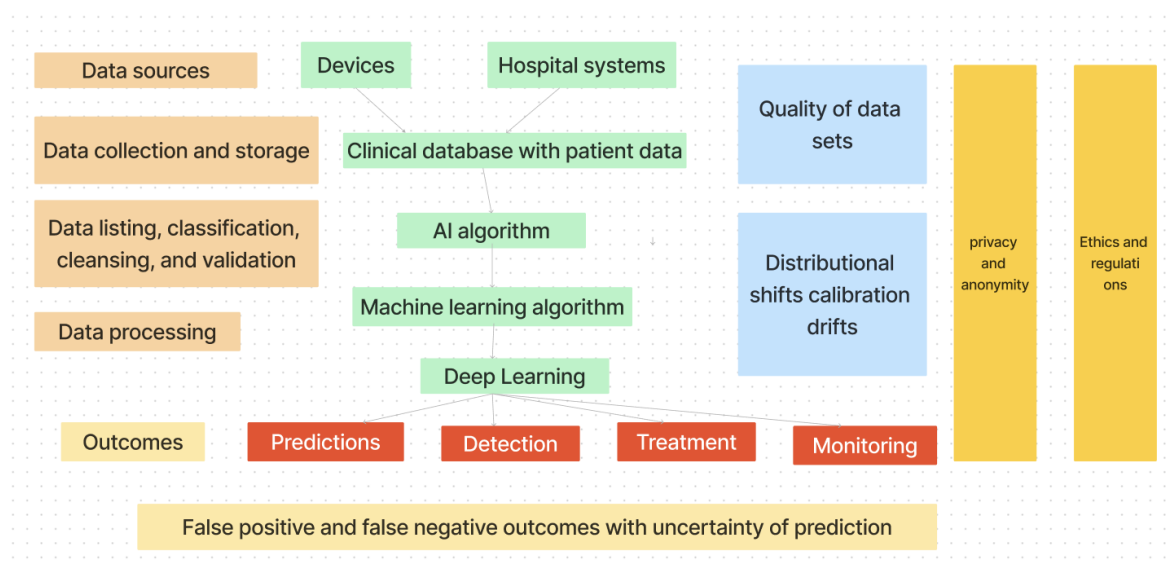 Data sources
Devices
Hospital systems
Data collection and storage
Clinical database with patient data
Quality of data
sets
Data listing, classification,
cleansing, and validation
AI algorithm
Distributional
shifts calibration
drifts
privacy
and
anonymity
Ethics and
regulati
ons
Data processing
Machine learning algorithm
Deep Learning
Outcomes
Predictions
Detection
Treatment
Monitoring
False positive and false negative outcomes with uncertainty of prediction